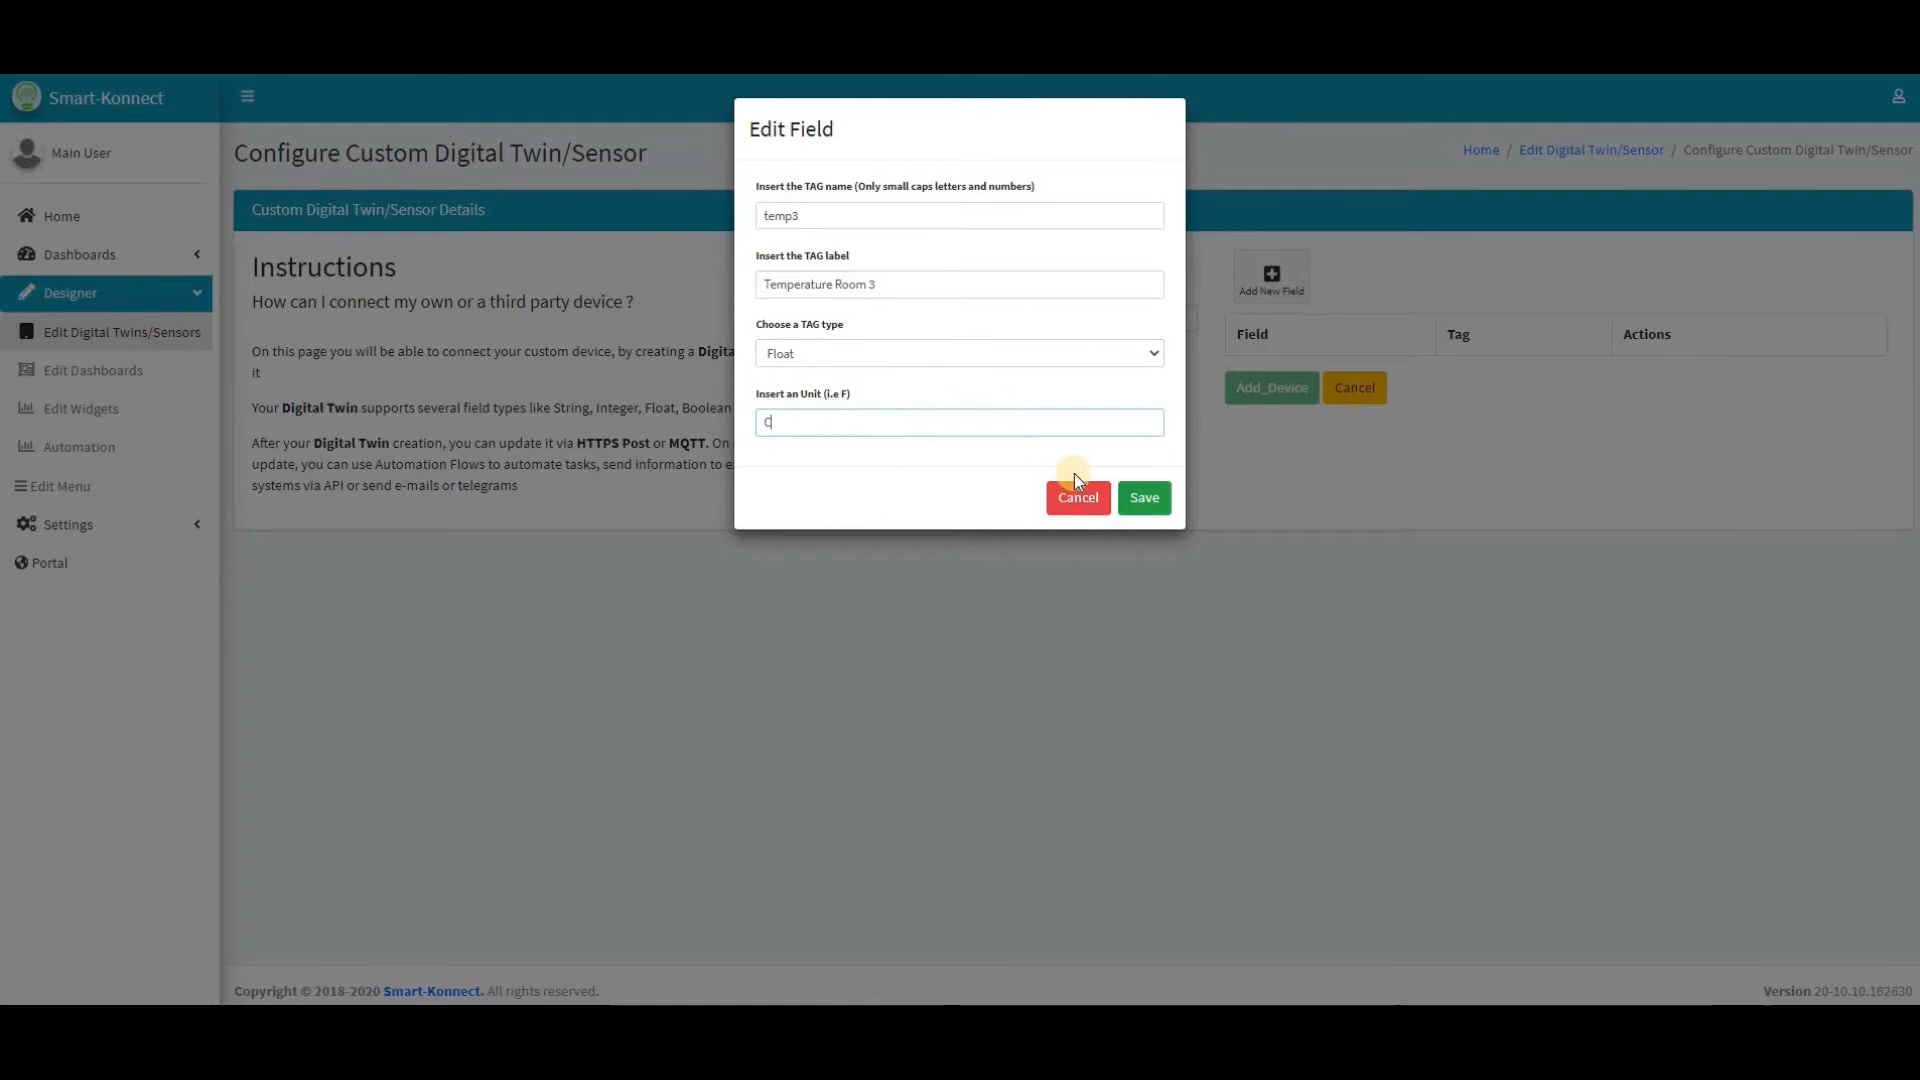 Smart-Konnect
Main User
Home
Dashboards
Designer
Edit Digital Twins/Sensors
Edit Dashboards
Edit Widgets
Automation
Edit Menu
Settings
Portal
Configure Custom Digital Twin/Sensor
Home / Edit Digital Twin/Sensor / Configure Custom Digital Twin/Sensor
Custom Digital Twin/Sensor Details
Instructions
How can I connect my own or a third party device ?
On this page you will be able to connect your custom device, by creating a Digita
it
Your Digital Twin supports several field types like String, Integer, Float, Boolean
After your Digital Twin creation, you can update it via HTTPS Post or MQTT. On
update, you can use Automation Flows to automate tasks, send information to e
systems via API or send e-mails or telegrams
Edit Field
Insert the TAG name (Only small caps letters and numbers)
temp3
Insert the TAG label
Temperature Room 3
Choose a TAG type
Float
Insert an Unit (i.e F)
C
Cancel Save
Add New Field
Field Tag Actions
Add_Device Cancel
Copyright © 2018-2020 Smart-Konnect. All rights reserved.
Version 20-10.10.162630